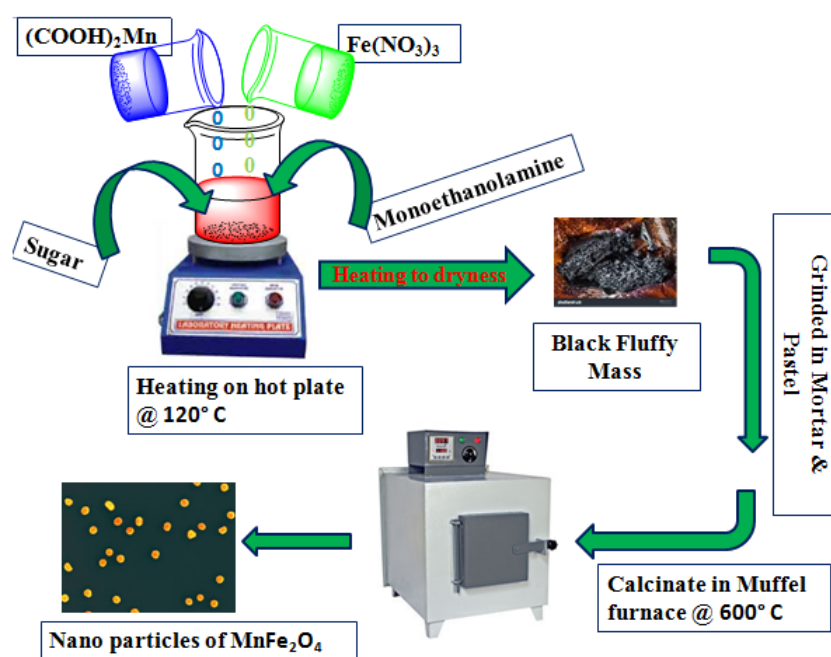 (COOH)₂Mn
Fe(NO₃)₃
Sugar
Monoethanolamine
LABORATORY HEATING PLATE
Heating to dryness
Heating on hot plate
@ 120° C
Black Fluffy
Mass
Grinded in Mortar &
Pastel
Calcinate in Muffel
furnace @ 600° C
Nano particles of MnFe₂O₄